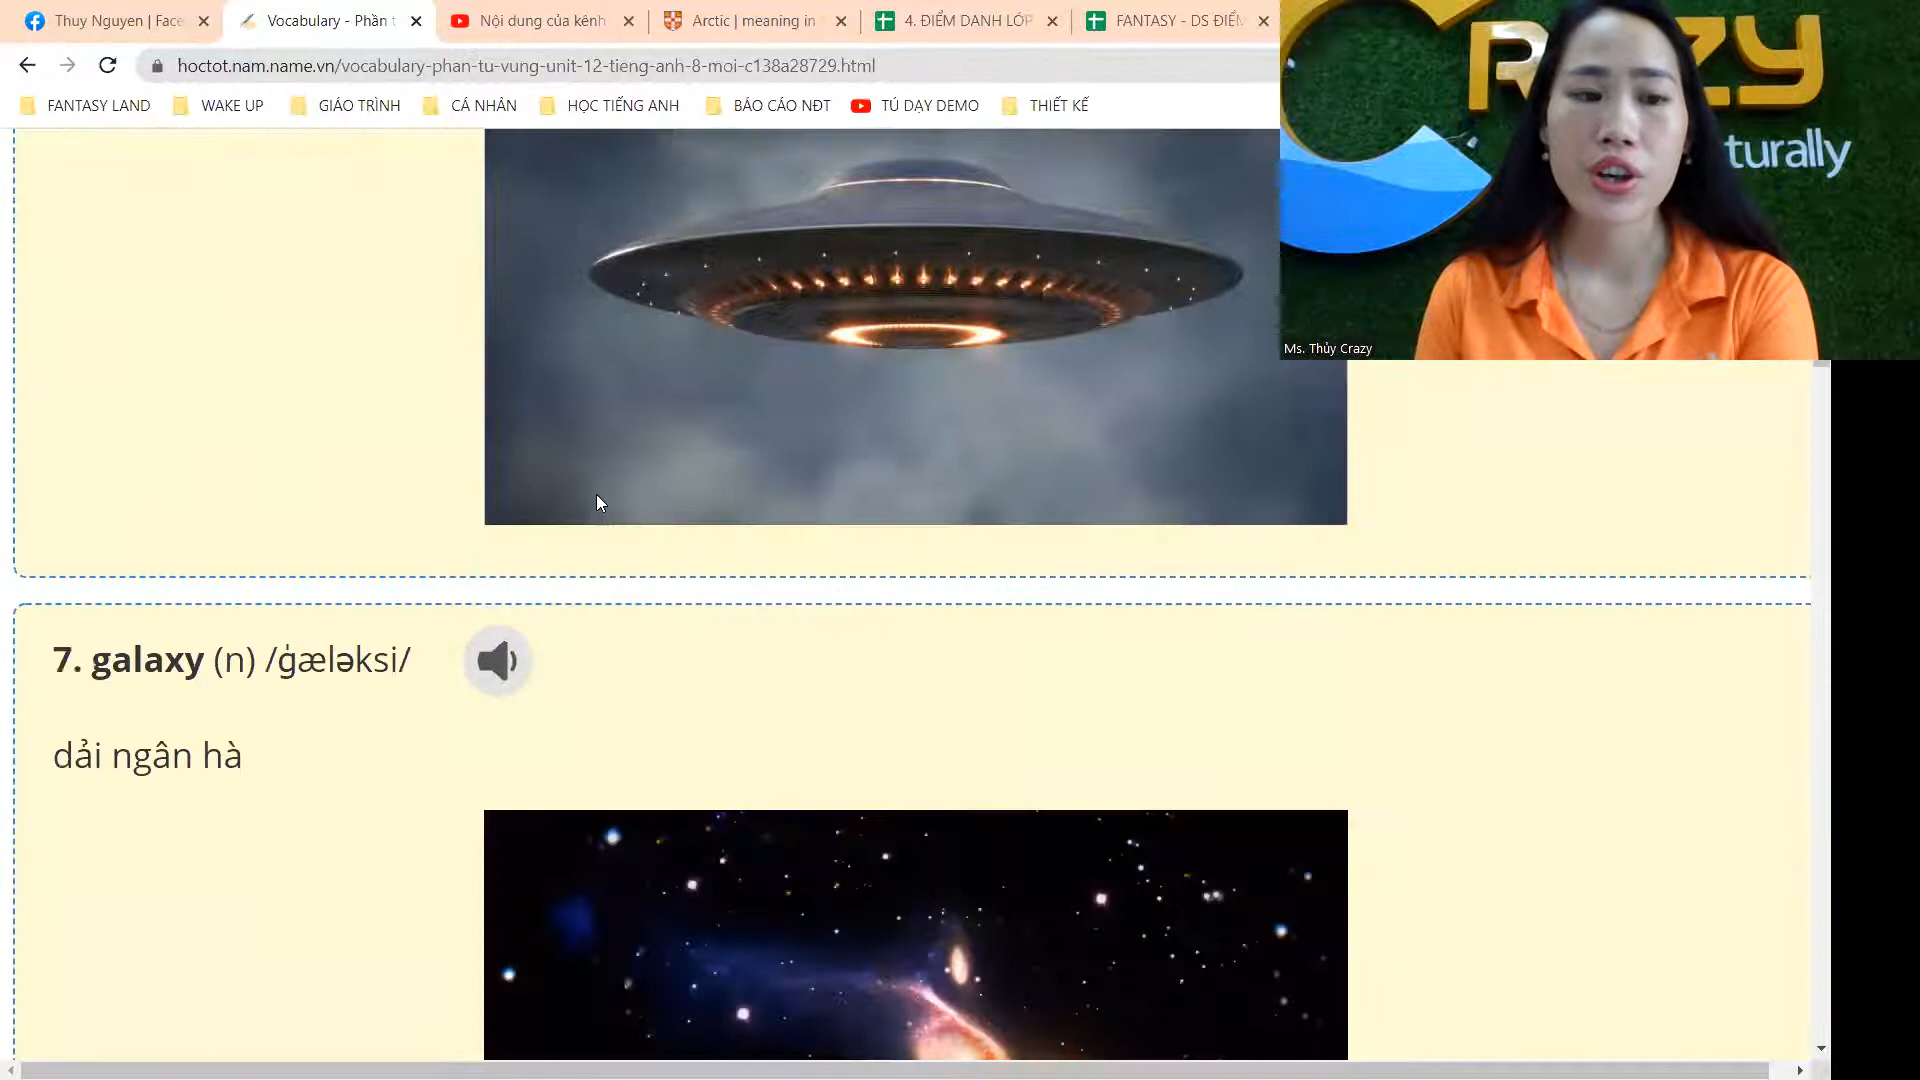 Thuy Nguyen | Face
Vocabulary - Phần t
Nội dung của kênh
Arctic | meaning in
4. ĐIỂM DANH LỚP
FANTASY - DS ĐIỂM
hoctot.nam.name.vn/vocabulary-phan-tu-vung-unit-12-tieng-anh-8-moi-c138a28729.html
FANTASY LAND
WAKE UP
GIÁO TRÌNH
CÁ NHÂN
HỌC TIẾNG ANH
BÁO CÁO NĐT
TÚ DẠY DEMO
THIẾT KẾ
turally
Ms. Thủy Crazy
7. galaxy (n) /ɡ̍æləksi/
dải ngân hà